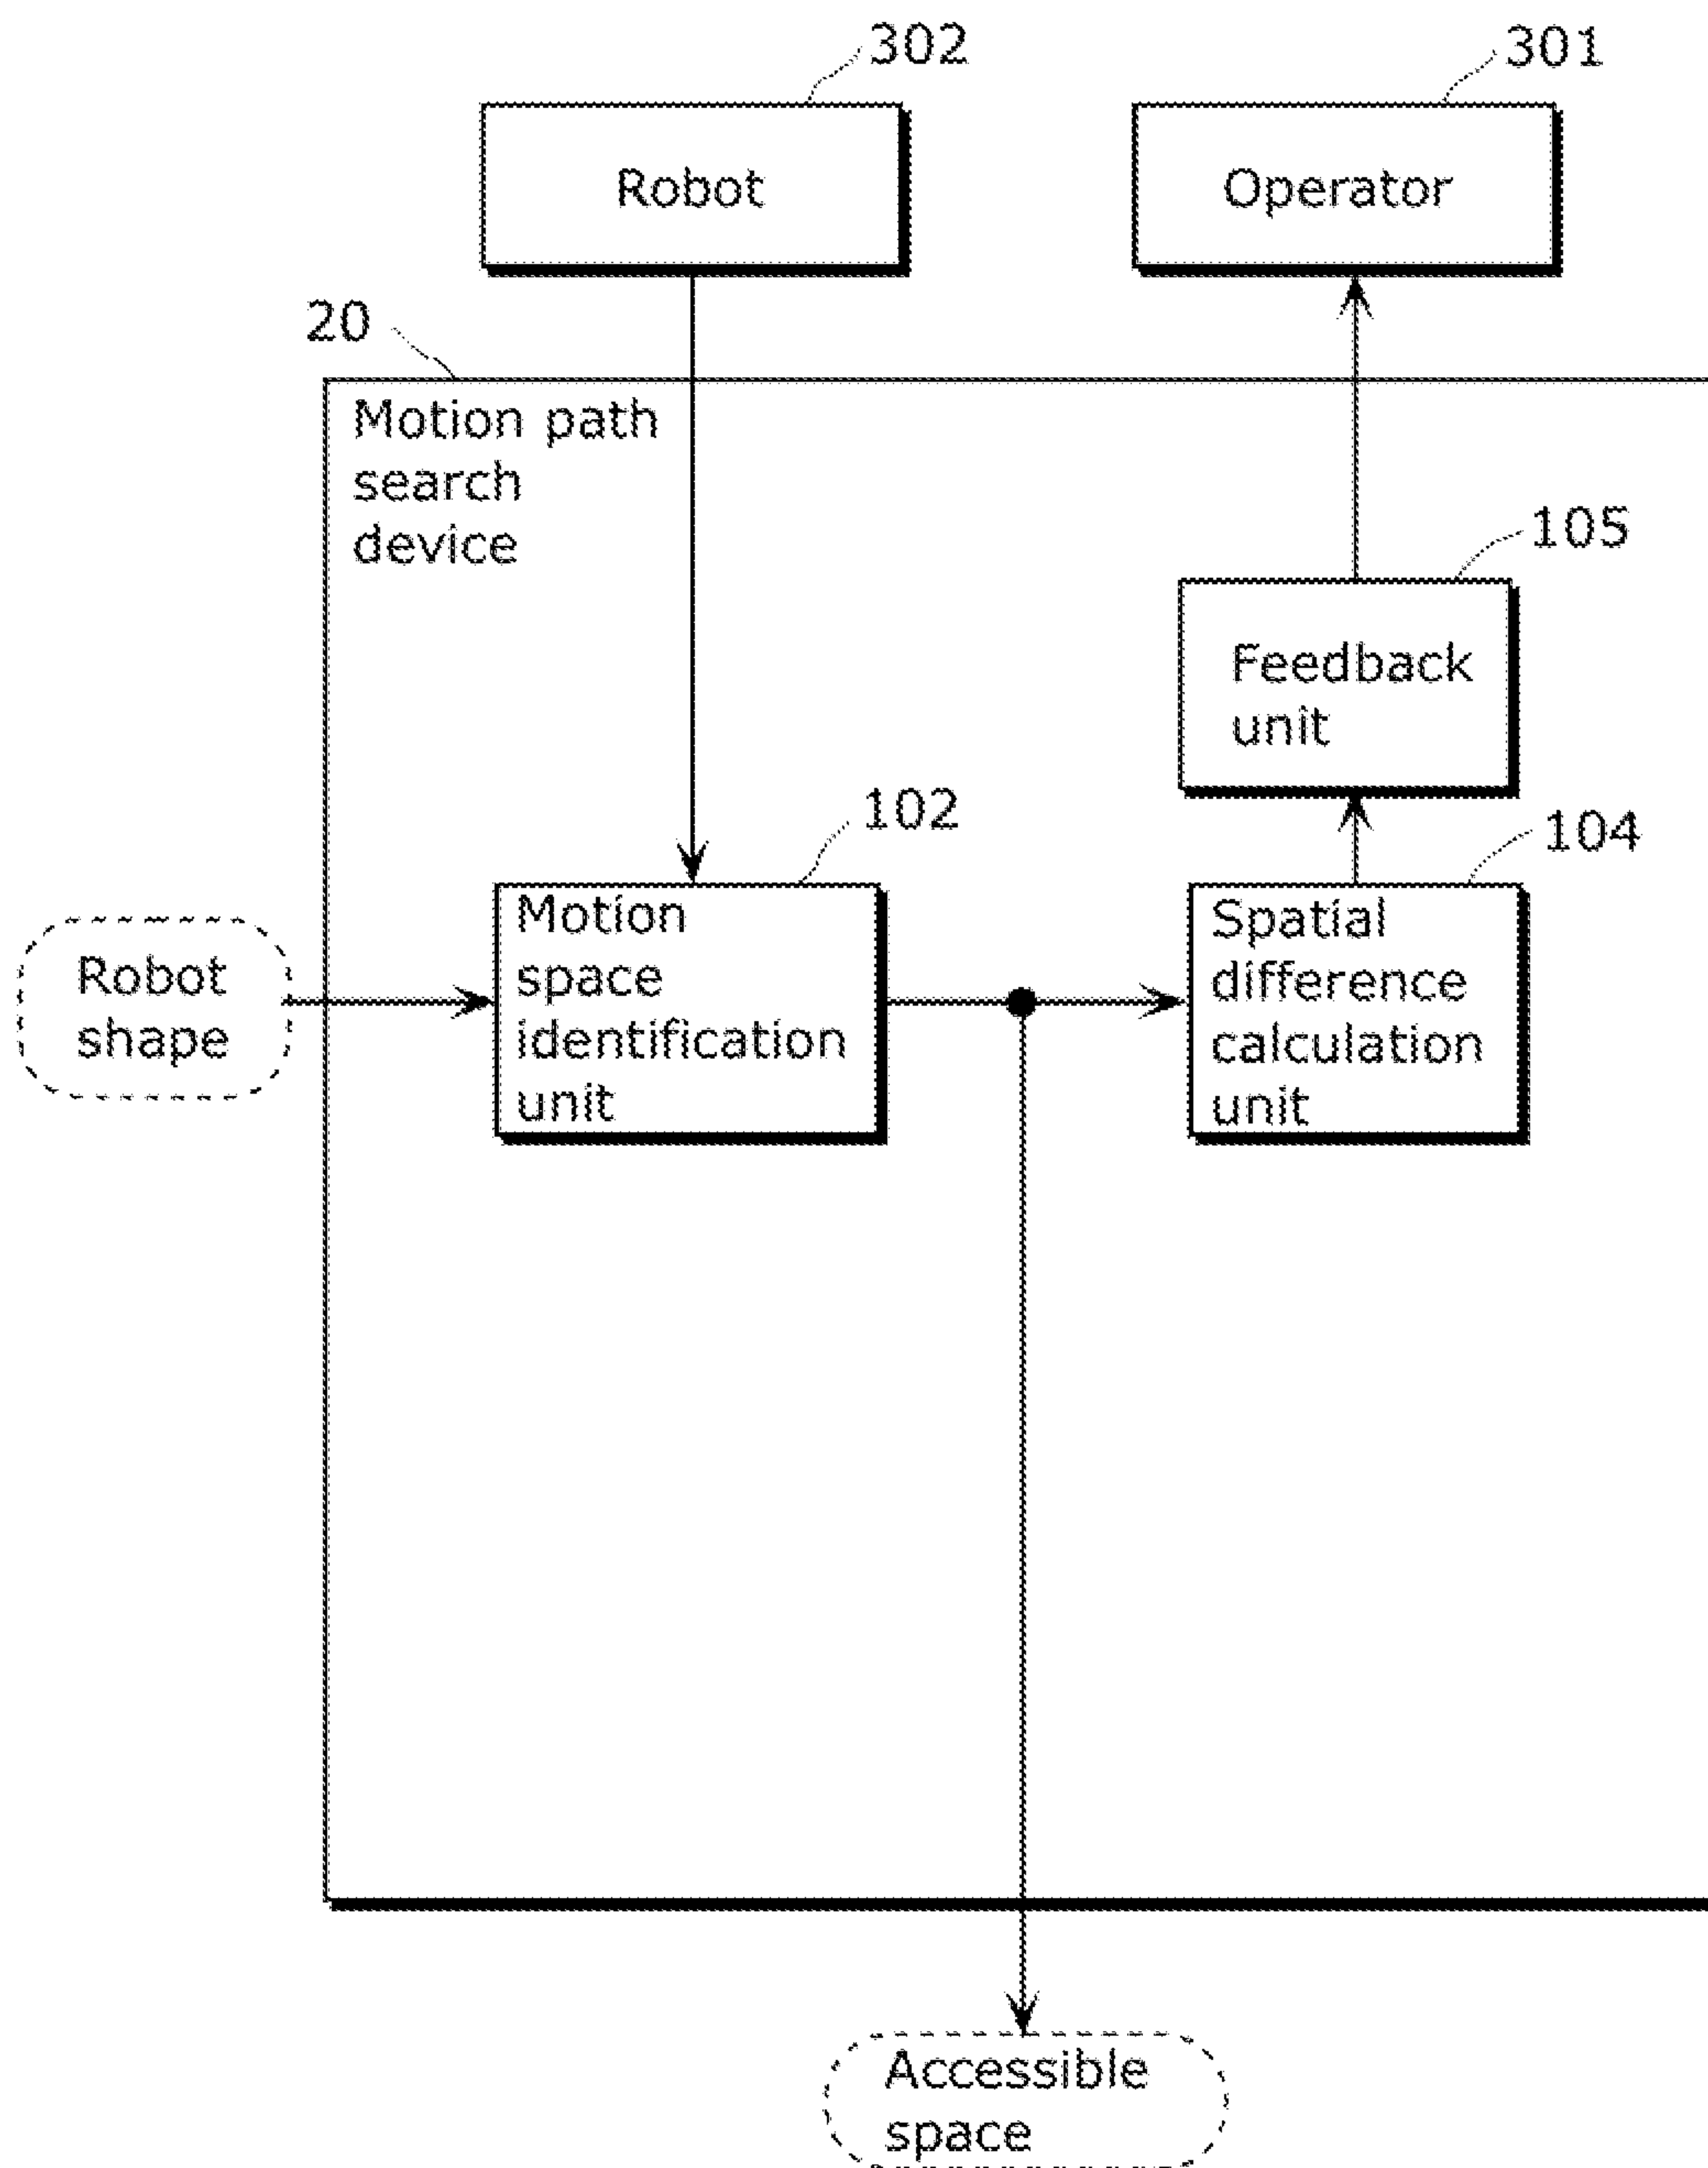 302
301
Robot
Operator
20
Motion path
search
device
105
Feedback
unit
102
104
Motion
space
identification
unit
Spatial
difference
calculation
unit
Robot
shape
Accessible
space